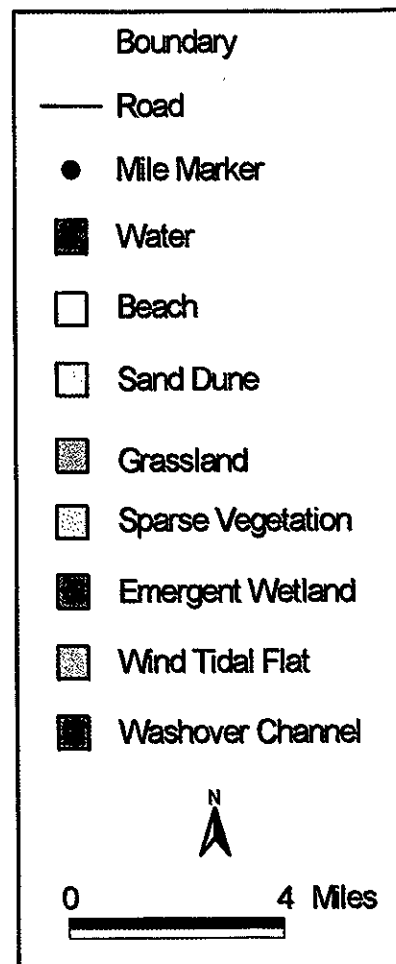 Boundary
Road
Mile Marker
Water
Beach
Sand Dune
Grassland
Sparse Vegetation
Emergent Wetland
Wind Tidal Flat
Washover Channel
N
0 4 Miles